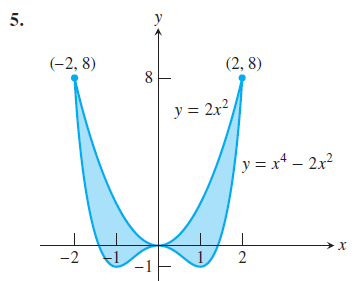 5.
y
(−2, 8)
8
(2, 8)
y = 2x²
y = x⁴ − 2x²
−2 −1 1 2 x
−1